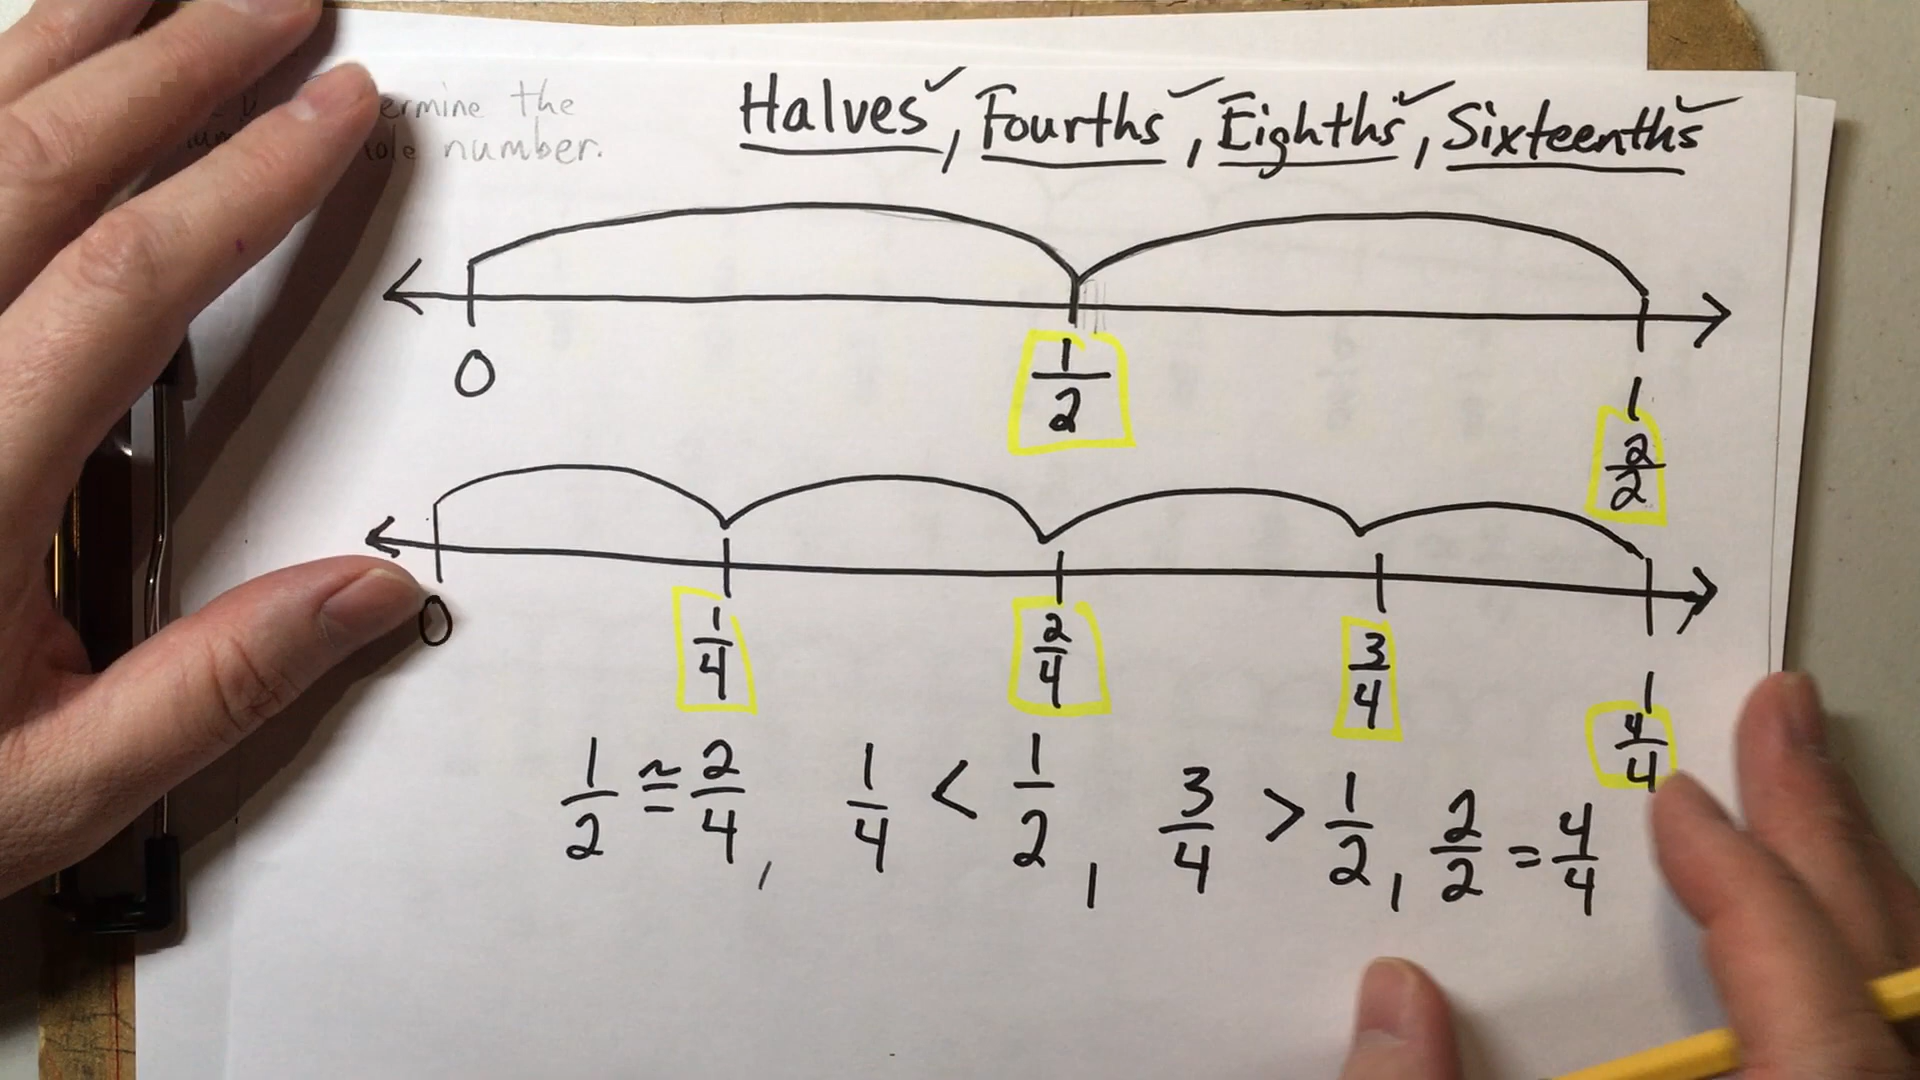 ermine the
number.
Halves, Fourths, Eighths, Sixteenths
0 1/2 1
2/2
0 1/4 2/4 3/4 1
4/4
1/2 ≅ 2/4, 1/4 < 1/2, 3/4 > 1/2, 2/2 = 4/4